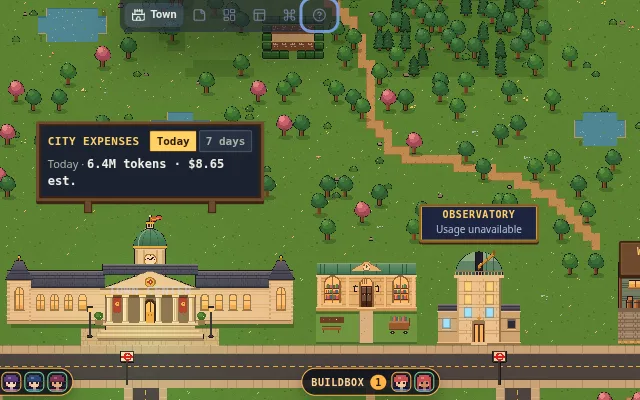 Town
CITY EXPENSES Today 7 days
Today · 6.4M tokens · $8.65
est.
OBSERVATORY
Usage unavailable
BUILDBOX 1